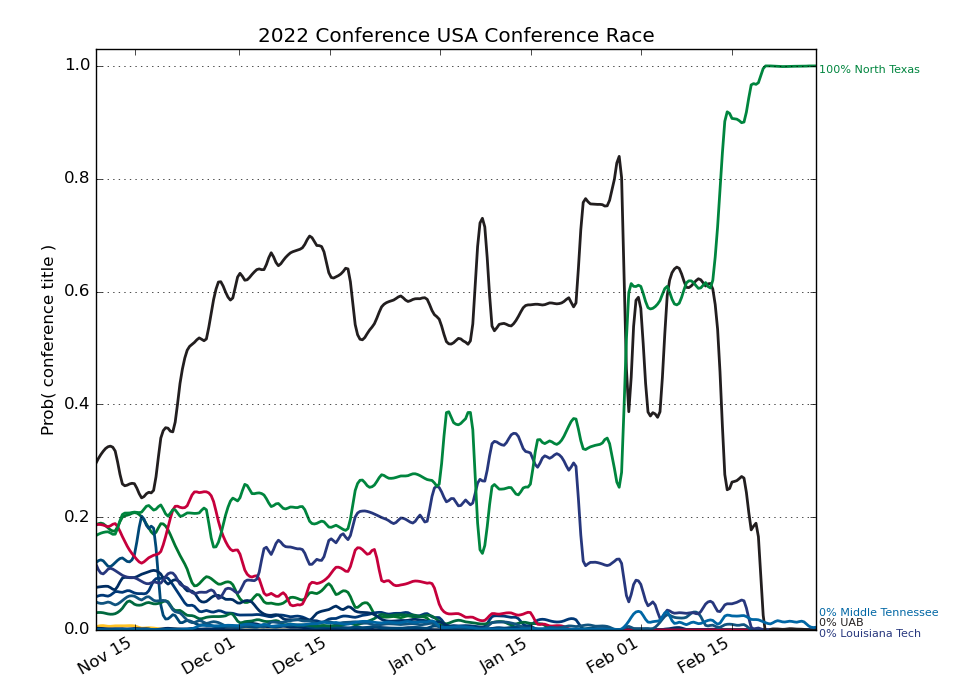 2022 Conference USA Conference Race
Prob( conference title )
1.0
0.8
0.6
0.4
0.2
0.0
Nov 15
Dec 01
Dec 15
Jan 01
Jan 15
Feb 01
Feb 15
100% North Texas
0% Middle Tennessee
0% UAB
0% Louisiana Tech